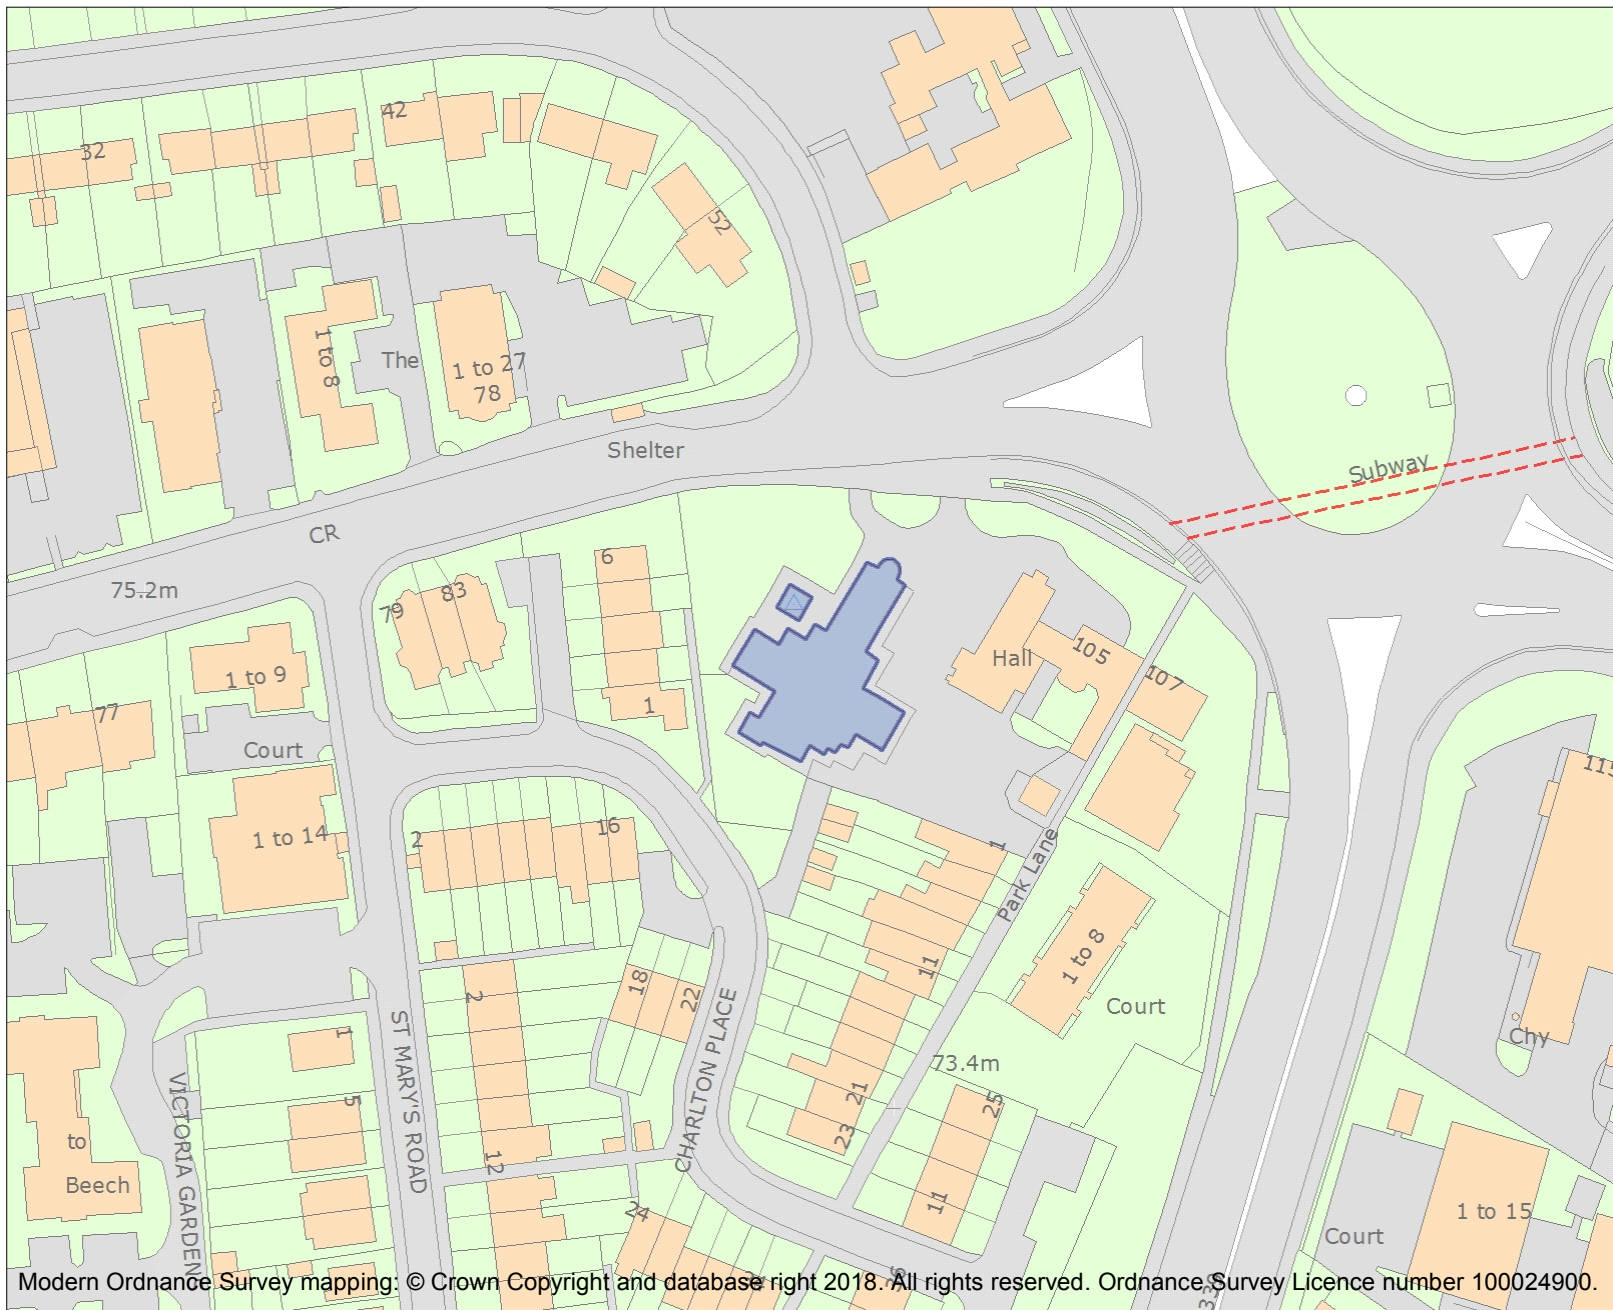 42
32
52
1 to 8
The
1 to 27
78
Shelter
Subway
CR
6
75.2m
79
83
Hall
105
107
1 to 9
1
77
Court
115
1 to 14
2
16
1
Park Lane
11
1 to 8
18
22
2
Court
Chy
1
ST MARY'S ROAD
CHARLTON PLACE
73.4m
VICTORIA GARDEN
5
21
25
23
to
12
Beech
11
24
1 to 15
Court
Modern Ordnance Survey mapping: © Crown Copyright and database right 2018. All rights reserved. Ordnance Survey Licence number 100024900.